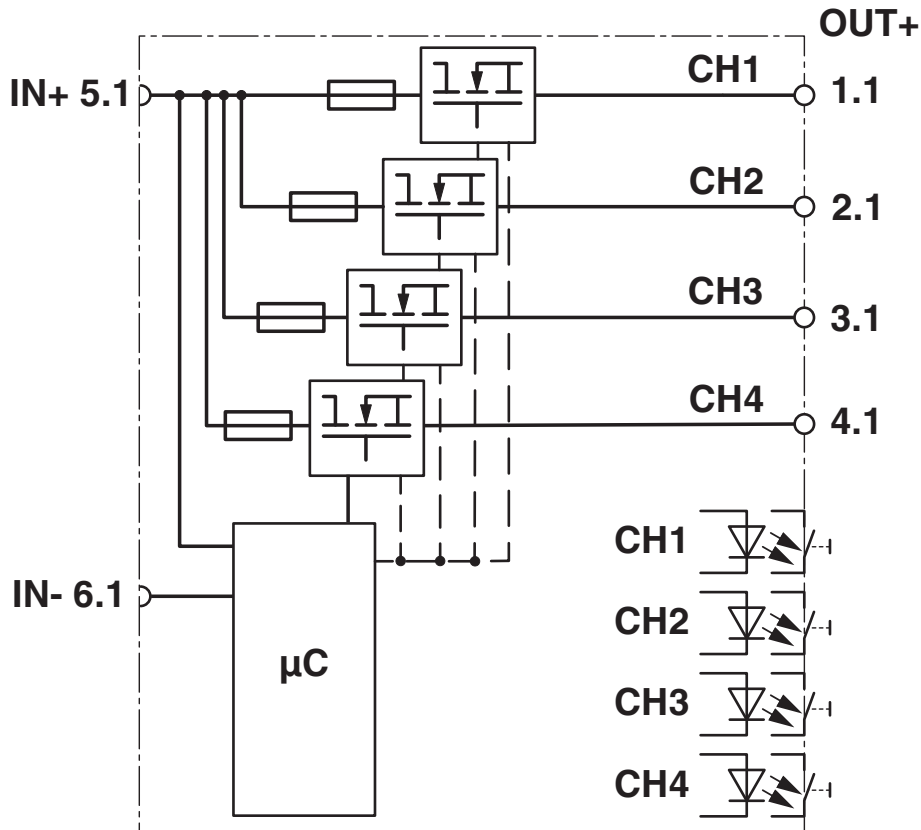 OUT+
IN+ 5.1
CH1
1.1
CH2
2.1
CH3
3.1
CH4
4.1
IN- 6.1
µC
CH1
CH2
CH3
CH4